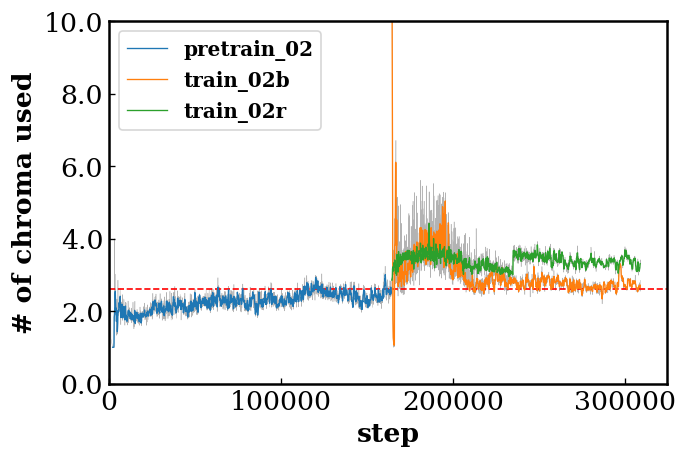 # of chroma used
10.0
8.0
6.0
4.0
2.0
0.0
pretrain_02
train_02b
train_02r
0 100000 200000 300000
step